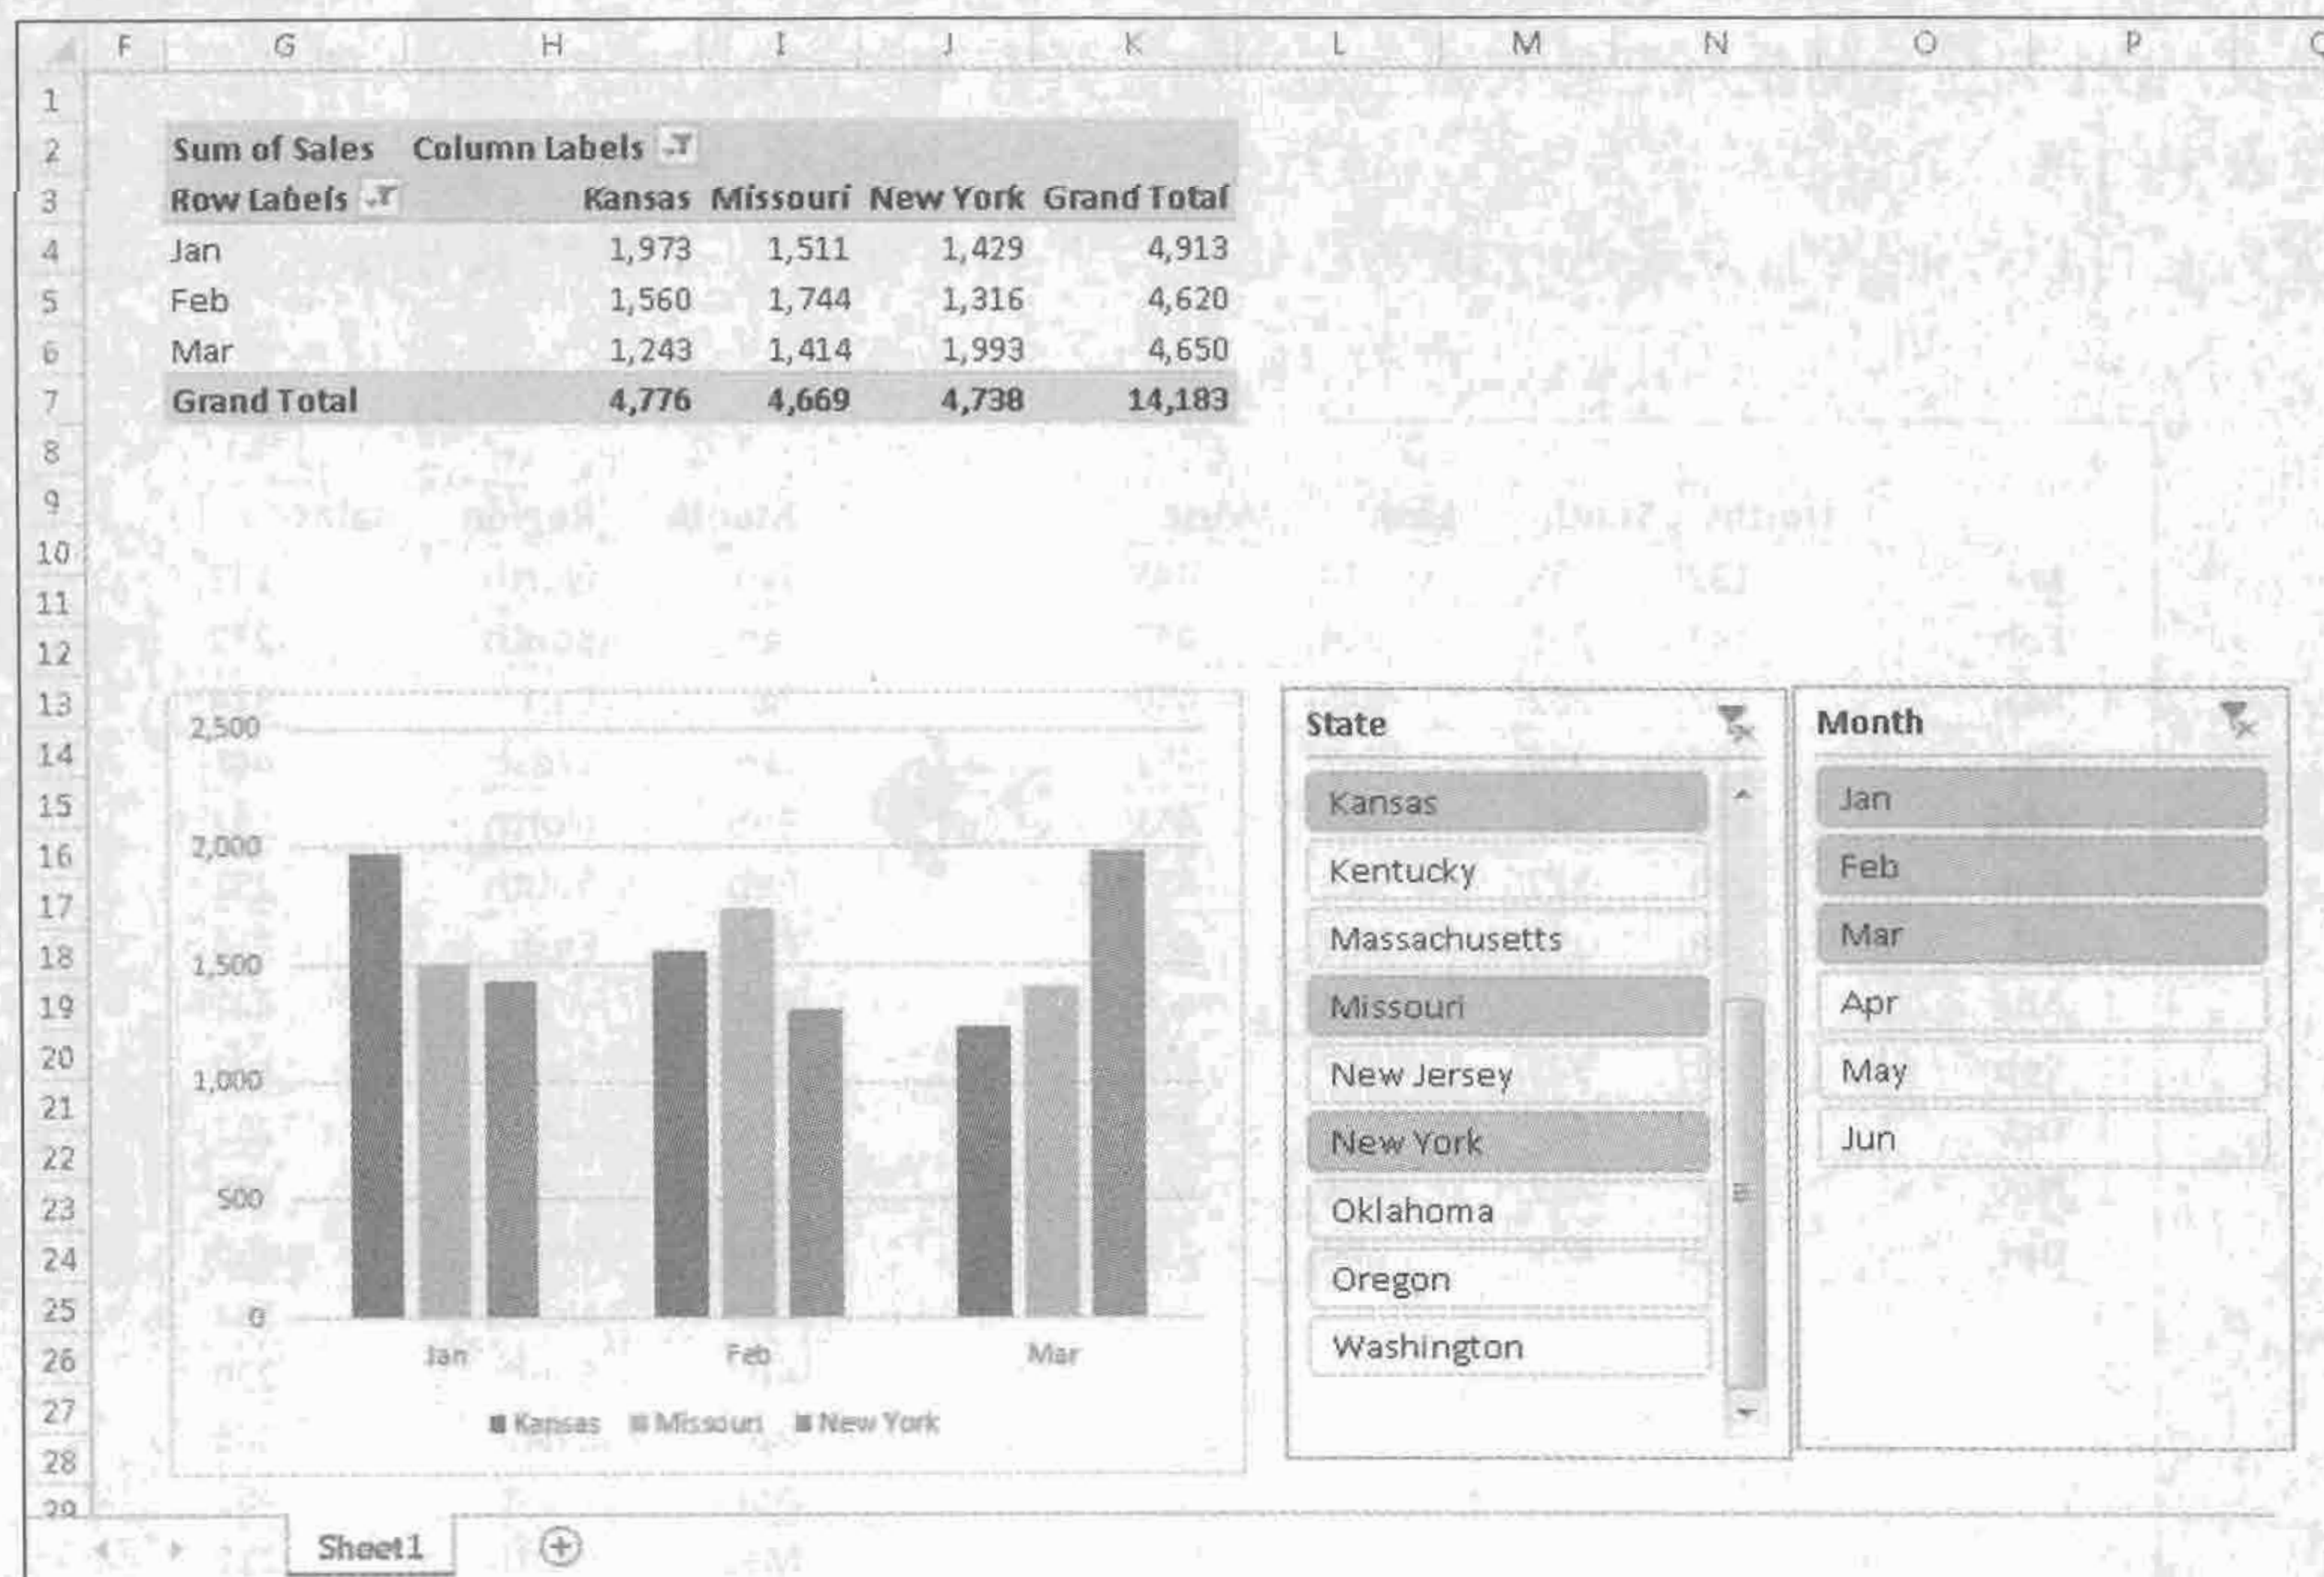 F G H I J K L M N O P Q
1
2 Sum of Sales Column Labels
3 Row Labels Kansas Missouri New York Grand Total
4 Jan 1,973 1,511 1,429 4,913
5 Feb 1,560 1,744 1,316 4,620
6 Mar 1,243 1,414 1,993 4,650
7 Grand Total 4,776 4,669 4,738 14,183
8
9
10
11
12
13
14
15
16
17
18
19
20
21
22
23
24
25
26
27
28
29
2,500
2,000
1,500
1,000
500
0
Jan Feb Mar
Kansas Missouri New York
State
Kansas
Kentucky
Massachusetts
Missouri
New Jersey
New York
Oklahoma
Oregon
Washington
Month
Jan
Feb
Mar
Apr
May
Jun
Sheet1